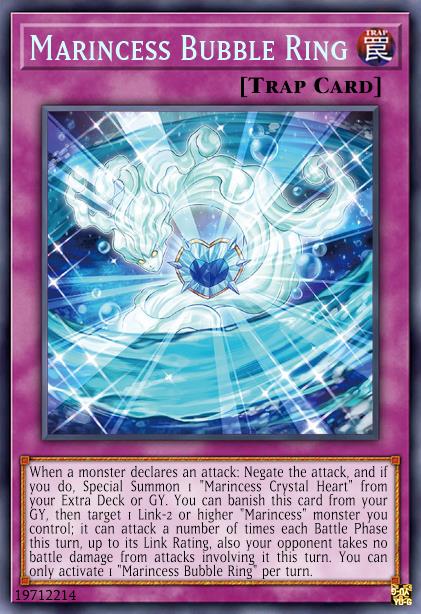 Marincess Bubble Ring
TRAP
罠
[Trap Card]
When a monster declares an attack: Negate the attack, and if
you do, Special Summon 1 "Marincess Crystal Heart" from
your Extra Deck or GY. You can banish this card from your
GY, then target 1 Link-2 or higher "Marincess" monster you
control; it can attack a number of times each Battle Phase
this turn, up to its Link Rating, also your opponent takes no
battle damage from attacks involving it this turn. You can
only activate 1 "Marincess Bubble Ring" per turn.
19712214